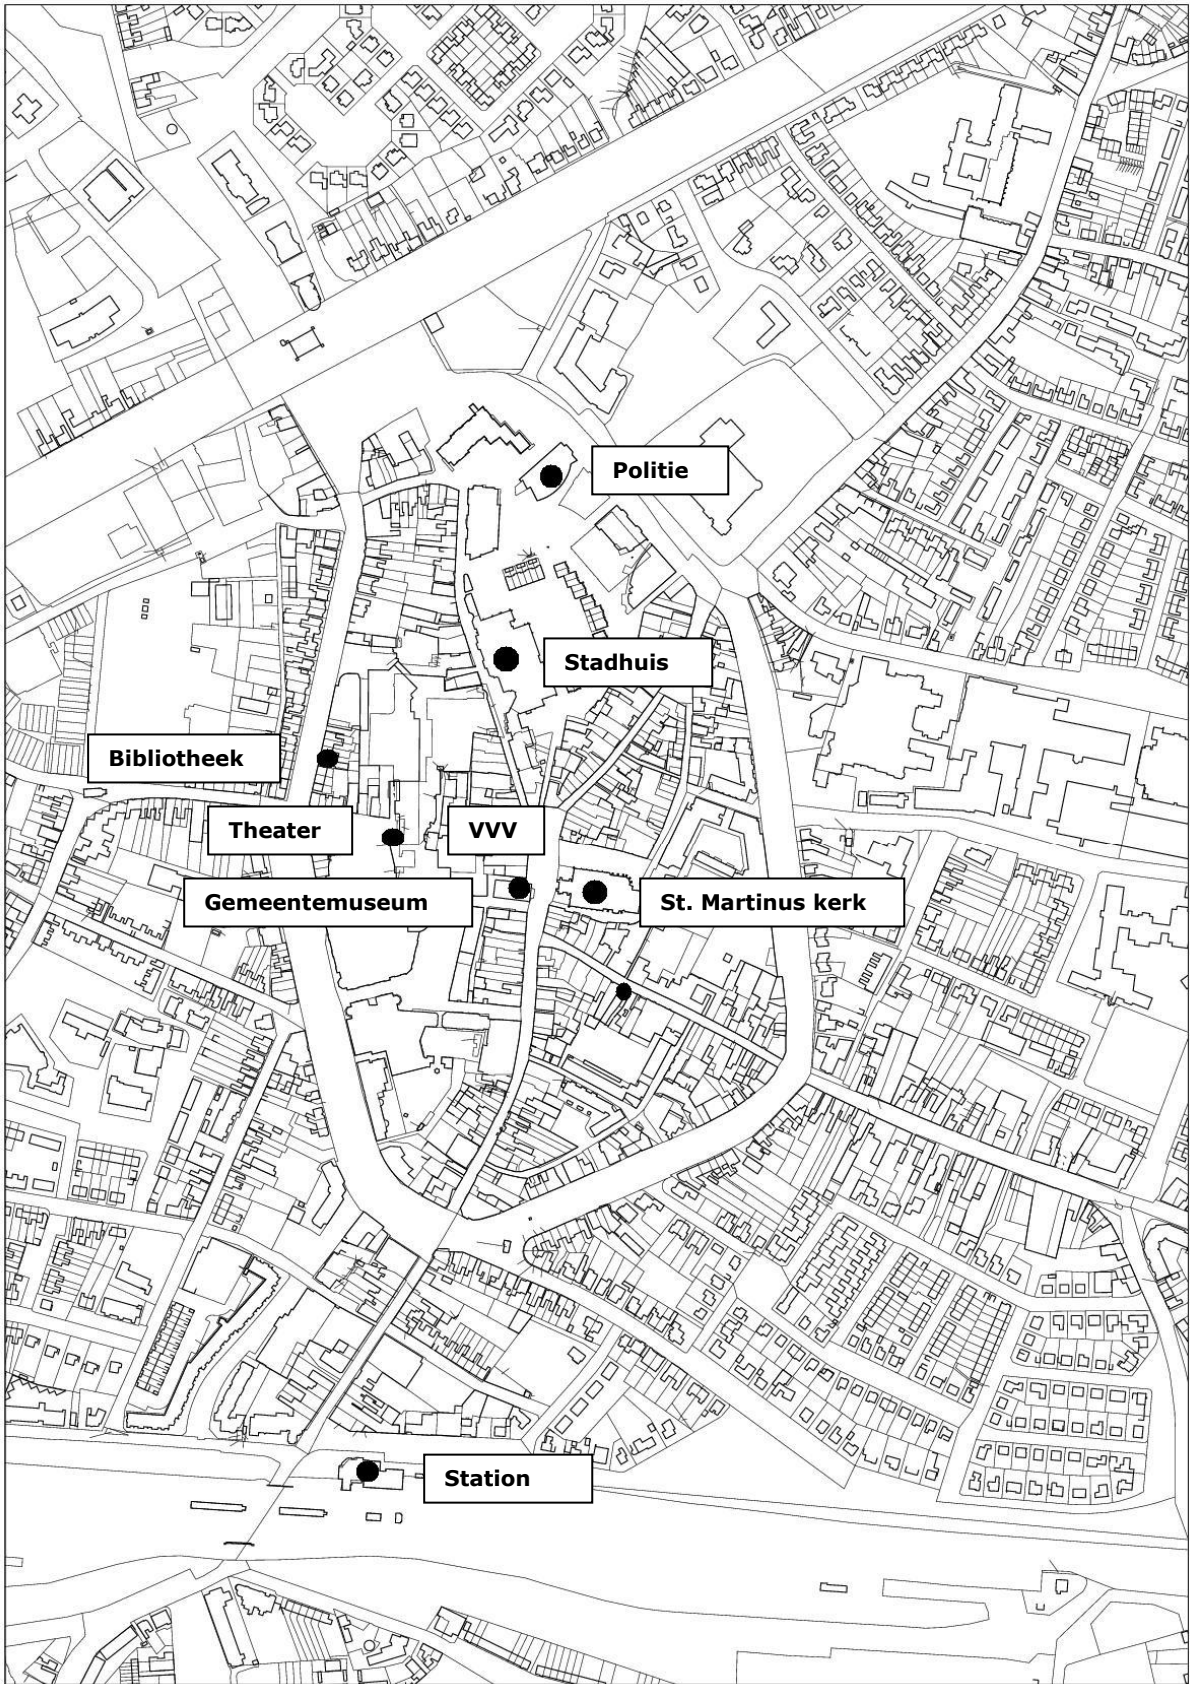 Politie
Stadhuis
Bibliotheek
Theater
VVV
Gemeentemuseum
St. Martinus kerk
Station